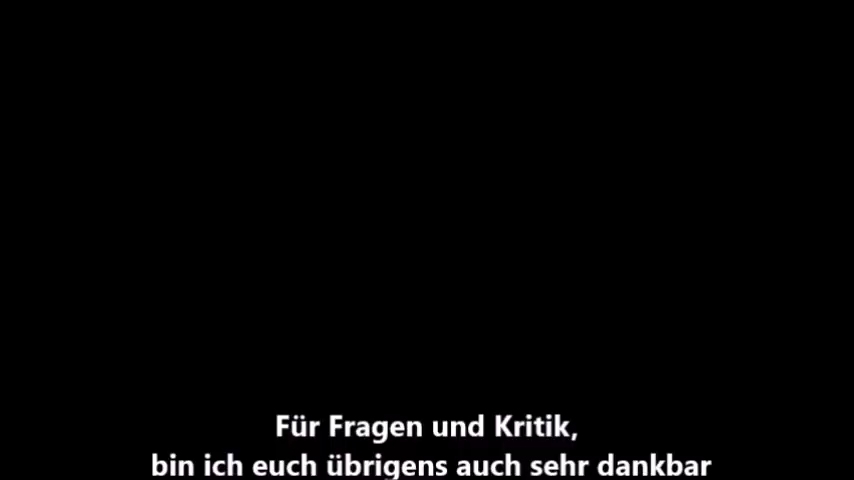 Für Fragen und Kritik,
bin ich euch übrigens auch sehr dankbar